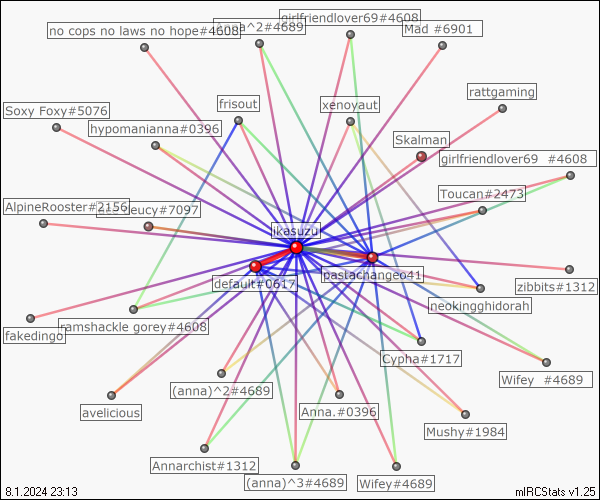 girlfriendlover69#4608
no cops no laws no hope#4608
anna^2#4689
Mad #6901
rattgaming
frisout
xenoyaut
Soxy Foxy#5076
hypomanianna#0396
Skalman
girlfriendlover69 #4608
Toucan#2473
AlpineRooster#2156
leucy#7097
ikasuzu
pastachange641
default#0617
zibbits#1312
neokingghidorah
fakeding0
ramshackle gorey#4608
Cypha#1717
Wifey #4689
(anna)^2#4689
avelicious
Anna.#0396
Mushy#1984
Annarchist#1312
(anna)^3#4689
Wifey#4689
8.1.2024 23:13
mIRCStats v1.25